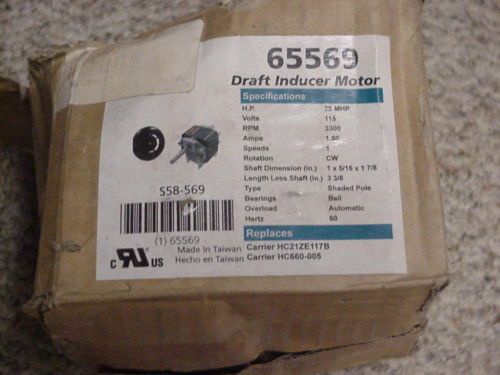 65569
Draft Inducer Motor
Specifications
H.P. 25 MHP
Volts 115
RPM 3300
Amps 1.80
Speeds 1
Rotation CW
Shaft Dimension (In.) 1 x 5/16 x 1 7/8
Length Less Shaft (In.) 3 3/8
Type Shaded Pole
Bearings Ball
Overload Automatic
Hertz 60
Replaces
Carrier HC21ZE117B
Carrier HC660-005
S58-569
(1) 65569
Made In Taiwan
Hecho en Taiwan
C RU US